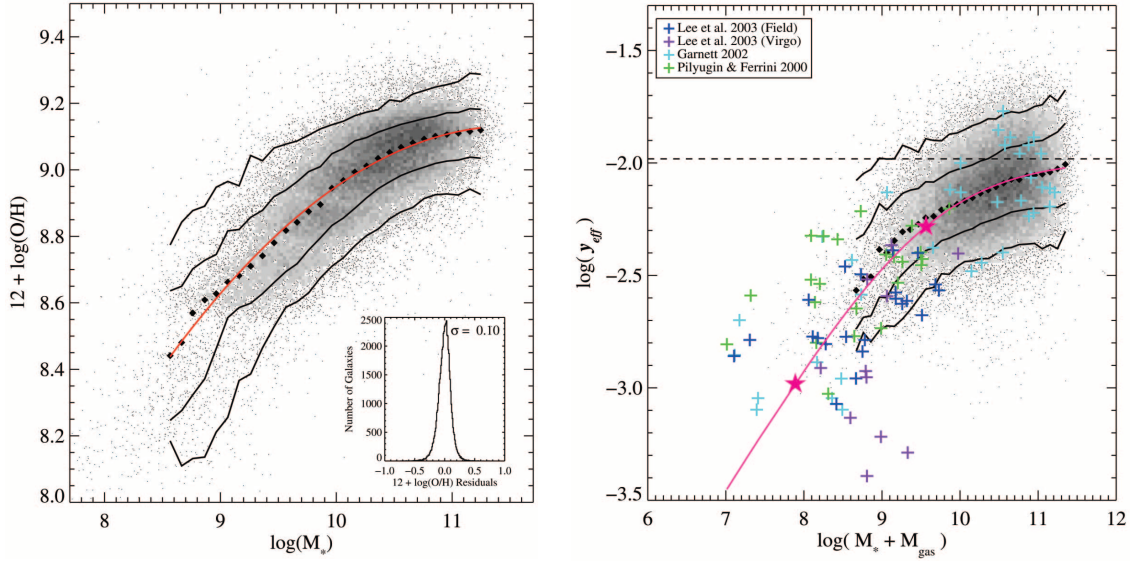 9.4
9.2
9.0
8.8
8.6
8.4
8.2
8.0
12 + log(O/H)
8
9
10
11
log(M*)
2500
2000
1500
1000
500
0
Number of Galaxies
σ = 0.10
-1.0 -0.5 0.0 0.5 1.0
12 + log(O/H) Residuals
Lee et al. 2003 (Field)
Lee et al. 2003 (Virgo)
Garnett 2002
Pilyugin & Ferrini 2000
−1.5
−2.0
−2.5
−3.0
−3.5
log(y_eff)
6 7 8 9 10 11 12
log( M* + M_gas)